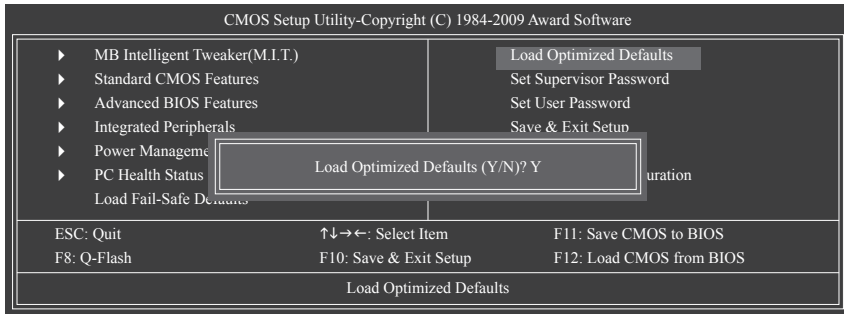 CMOS Setup Utility-Copyright (C) 1984-2009 Award Software
MB Intelligent Tweaker(M.I.T.)
Standard CMOS Features
Advanced BIOS Features
Integrated Peripherals
Power
PC Health Status
Load Fail-Safe Defaults
Load Optimized Defaults
Set Supervisor Password
Set User Password
Save & Exit Setup
Load Optimized Defaults (Y/N)? Y
ESC: Quit
↑↓→←: Select Item
F11: Save CMOS to BIOS
F8: Q-Flash
F10: Save & Exit Setup
F12: Load CMOS from BIOS
Load Optimized Defaults